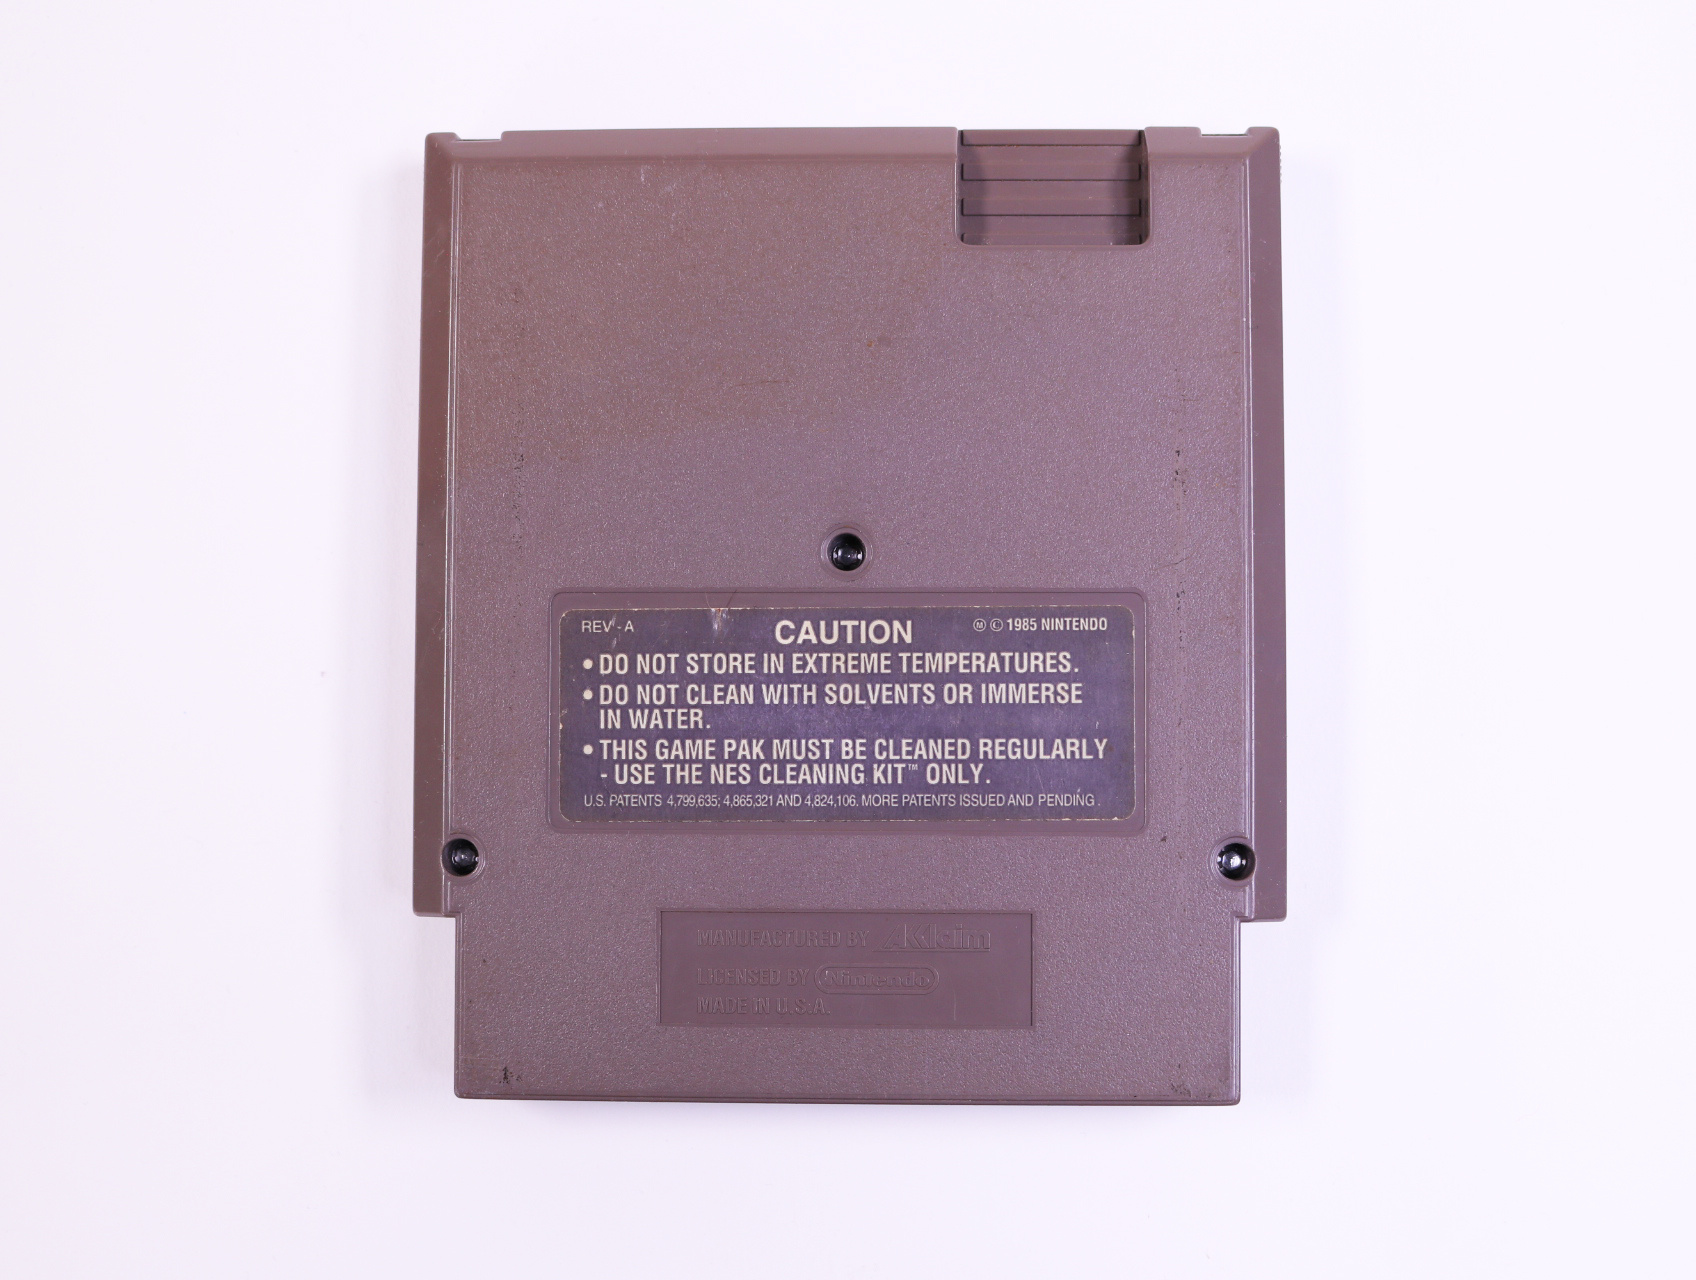 REV - A
CAUTION
Ⓜ © 1985 NINTENDO
• DO NOT STORE IN EXTREME TEMPERATURES.
• DO NOT CLEAN WITH SOLVENTS OR IMMERSE
IN WATER.
• THIS GAME PAK MUST BE CLEANED REGULARLY
- USE THE NES CLEANING KIT™ ONLY.
U.S. PATENTS 4,799,635; 4,865,321 AND 4,824,106. MORE PATENTS ISSUED AND PENDING.
MANUFACTURED BY AKlaim
LICENSED BY Nintendo
MADE IN U.S.A.